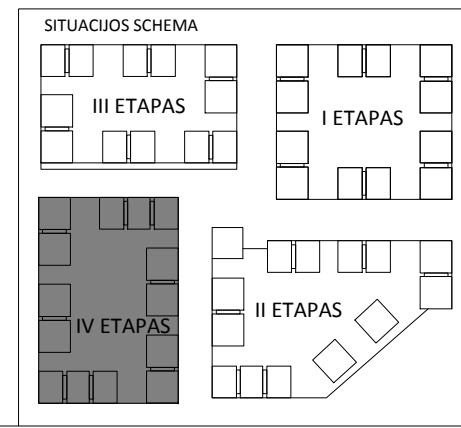 SITUACIJOS SCHEMA
III ETAPAS
I ETAPAS
IV ETAPAS
II ETAPAS